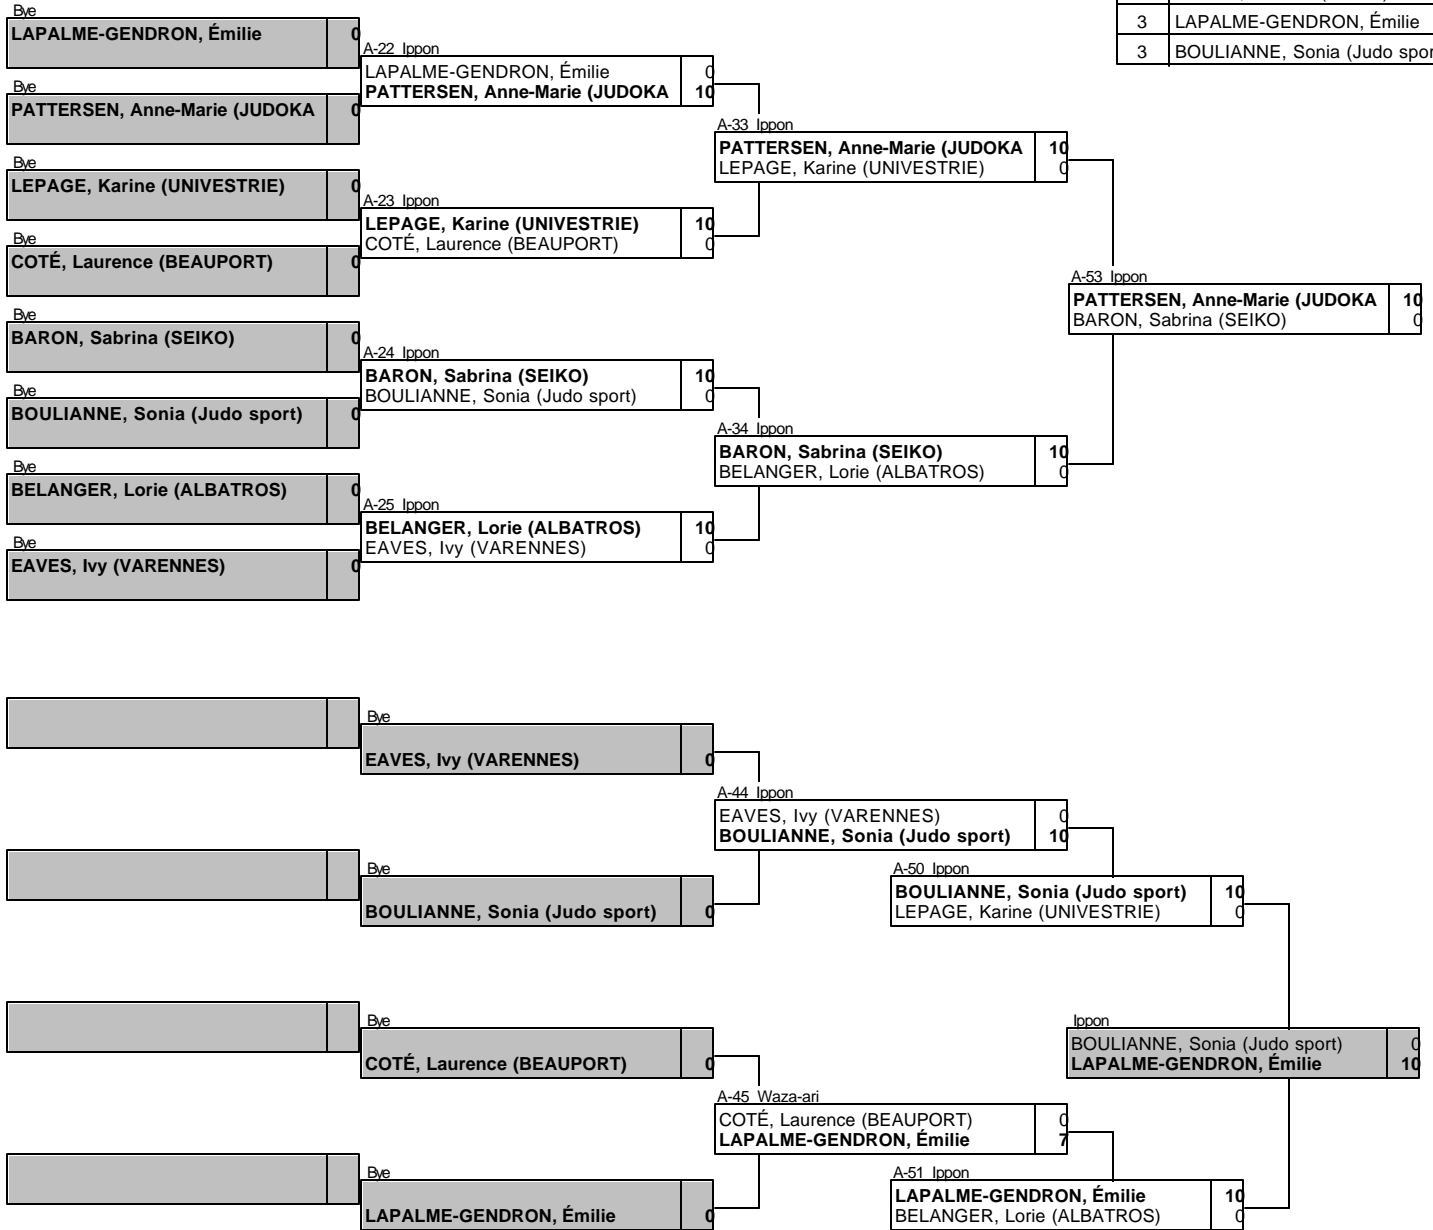 3 LAPALME-GENDRON, Émilie
3 BOULIANNE, Sonia (Judo spor
Bye
LAPALME-GENDRON, Émilie 0
Bye
PATTERSEN, Anne-Marie (JUDOKA 0
Bye
LEPAGE, Karine (UNIVESTRIE) 0
Bye
COTÉ, Laurence (BEAUPORT) 0
Bye
BARON, Sabrina (SEIKO) 0
Bye
BOULIANNE, Sonia (Judo sport) 0
Bye
BELANGER, Lorie (ALBATROS) 0
Bye
EAVES, Ivy (VARENNES) 0
A-22 Ippon
LAPALME-GENDRON, Émilie 0
PATTERSEN, Anne-Marie (JUDOKA 10
A-23 Ippon
LEPAGE, Karine (UNIVESTRIE) 10
COTÉ, Laurence (BEAUPORT) 0
A-24 Ippon
BARON, Sabrina (SEIKO) 10
BOULIANNE, Sonia (Judo sport) 0
A-25 Ippon
BELANGER, Lorie (ALBATROS) 10
EAVES, Ivy (VARENNES) 0
A-33 Ippon
PATTERSEN, Anne-Marie (JUDOKA 10
LEPAGE, Karine (UNIVESTRIE) 0
A-34 Ippon
BARON, Sabrina (SEIKO) 10
BELANGER, Lorie (ALBATROS) 0
A-53 Ippon
PATTERSEN, Anne-Marie (JUDOKA 10
BARON, Sabrina (SEIKO) 0
Bye
EAVES, Ivy (VARENNES) 0
Bye
BOULIANNE, Sonia (Judo sport) 0
Bye
COTÉ, Laurence (BEAUPORT) 0
Bye
LAPALME-GENDRON, Émilie 0
A-44 Ippon
EAVES, Ivy (VARENNES) 0
BOULIANNE, Sonia (Judo sport) 10
A-45 Waza-ari
COTÉ, Laurence (BEAUPORT) 0
LAPALME-GENDRON, Émilie 7
A-50 Ippon
BOULIANNE, Sonia (Judo sport) 10
LEPAGE, Karine (UNIVESTRIE) 0
A-51 Ippon
LAPALME-GENDRON, Émilie 10
BELANGER, Lorie (ALBATROS) 0
Ippon
BOULIANNE, Sonia (Judo sport) 0
LAPALME-GENDRON, Émilie 10